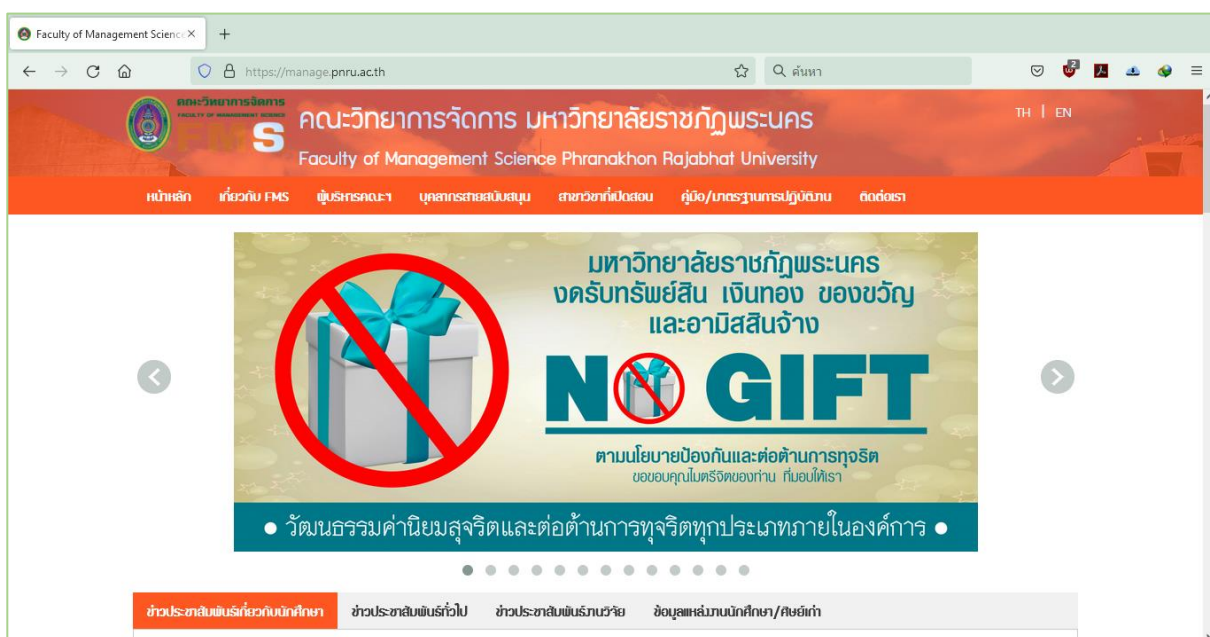 Faculty of Management Science
https://manage.pnru.ac.th
ค้นหา
2
คณะวิทยาการจัดการ
FACULTY OF MANAGEMENT SCIENCE
FMS
คณะวิทยาการจัดการ มหาวิทยาลัยราชภัฏพระนคร
Faculty of Management Science Phranakhon Rajabhat University
TH | EN
หน้าหลัก เกี่ยวกับ FMS ผู้บริหารคณะฯ บุคลากรสายสนับสนุน สาขาวิชาที่เปิดสอน คู่มือ/มาตรฐานการปฏิบัติงาน ติดต่อเรา
มหาวิทยาลัยราชภัฏพระนคร
งดรับทรัพย์สิน เงินทอง ของขวัญ
และอามิสสินจ้าง
NO GIFT
ตามนโยบายป้องกันและต่อต้านการทุจริต
ขอขอบคุณไมตรีจิตของท่าน ที่มอบให้เรา
● วัฒนธรรมค่านิยมสุจริตและต่อต้านการทุจริตทุกประเภทภายในองค์การ ●
ข่าวประชาสัมพันธ์เกี่ยวกับนักศึกษา ข่าวประชาสัมพันธ์ทั่วไป ข่าวประชาสัมพันธ์งานวิจัย ข้อมูลแหล่งงานนักศึกษา/ศิษย์เก่า